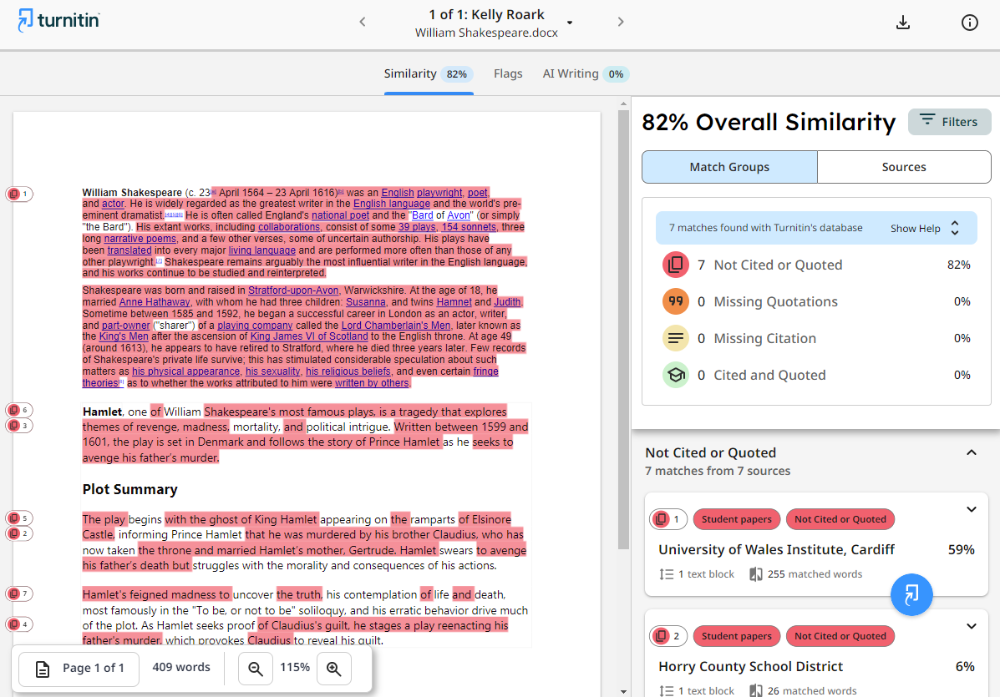 turnitin
1 of 1: Kelly Roark
William Shakespeare.docx
Similarity 82% Flags AI Writing 0%
William Shakespeare (c. 23 April 1564 – 23 April 1616) was an English playwright, poet,
and actor. He is widely regarded as the greatest writer in the English language and the world's pre-
eminent dramatist. He is often called England's national poet and the "Bard of Avon" (or simply
"the Bard"). His extant works, including collaborations, consist of some 39 plays, 154 sonnets, three
long narrative poems, and a few other verses, some of uncertain authorship. His plays have
been translated into every major living language and are performed more often than those of any
other playwright. Shakespeare remains arguably the most influential writer in the English language,
and his works continue to be studied and reinterpreted.
Shakespeare was born and raised in Stratford-upon-Avon, Warwickshire. At the age of 18, he
married Anne Hathaway, with whom he had three children: Susanna, and twins Hamnet and Judith.
Sometime between 1585 and 1592, he began a successful career in London as an actor, writer,
and part-owner ("sharer") of a playing company called the Lord Chamberlain's Men, later known as
the King's Men after the ascension of King James VI of Scotland to the English throne. At age 49
(around 1613), he appears to have retired to Stratford, where he died three years later. Few records
of Shakespeare's private life survive; this has stimulated considerable speculation about such
matters as his physical appearance, his sexuality, his religious beliefs, and even certain fringe
theories as to whether the works attributed to him were written by others.
Hamlet, one of William Shakespeare's most famous plays, is a tragedy that explores
themes of revenge, madness, mortality, and political intrigue. Written between 1599 and
1601, the play is set in Denmark and follows the story of Prince Hamlet as he seeks to
avenge his father's murder.
Plot Summary
The play begins with the ghost of King Hamlet appearing on the ramparts of Elsinore
Castle, informing Prince Hamlet that he was murdered by his brother Claudius, who has
now taken the throne and married Hamlet's mother, Gertrude. Hamlet swears to avenge
his father's death but struggles with the morality and consequences of his actions.
Hamlet's feigned madness to uncover the truth, his contemplation of life and death,
most famously in the "To be, or not to be" soliloquy, and his erratic behavior drive much
of the plot. As Hamlet seeks proof of Claudius's guilt, he stages a play reenacting his
father's murder, which provokes Claudius to reveal his guilt.
1
6
3
5
2
7
4
Page 1 of 1 409 words 115%
82% Overall Similarity
Filters
Match Groups Sources
7 matches found with Turnitin's database Show Help
7 Not Cited or Quoted 82%
0 Missing Quotations 0%
0 Missing Citation 0%
0 Cited and Quoted 0%
Not Cited or Quoted
7 matches from 7 sources
1 Student papers Not Cited or Quoted
University of Wales Institute, Cardiff 59%
1 text block 255 matched words
2 Student papers Not Cited or Quoted
Horry County School District 6%
1 text block 26 matched words